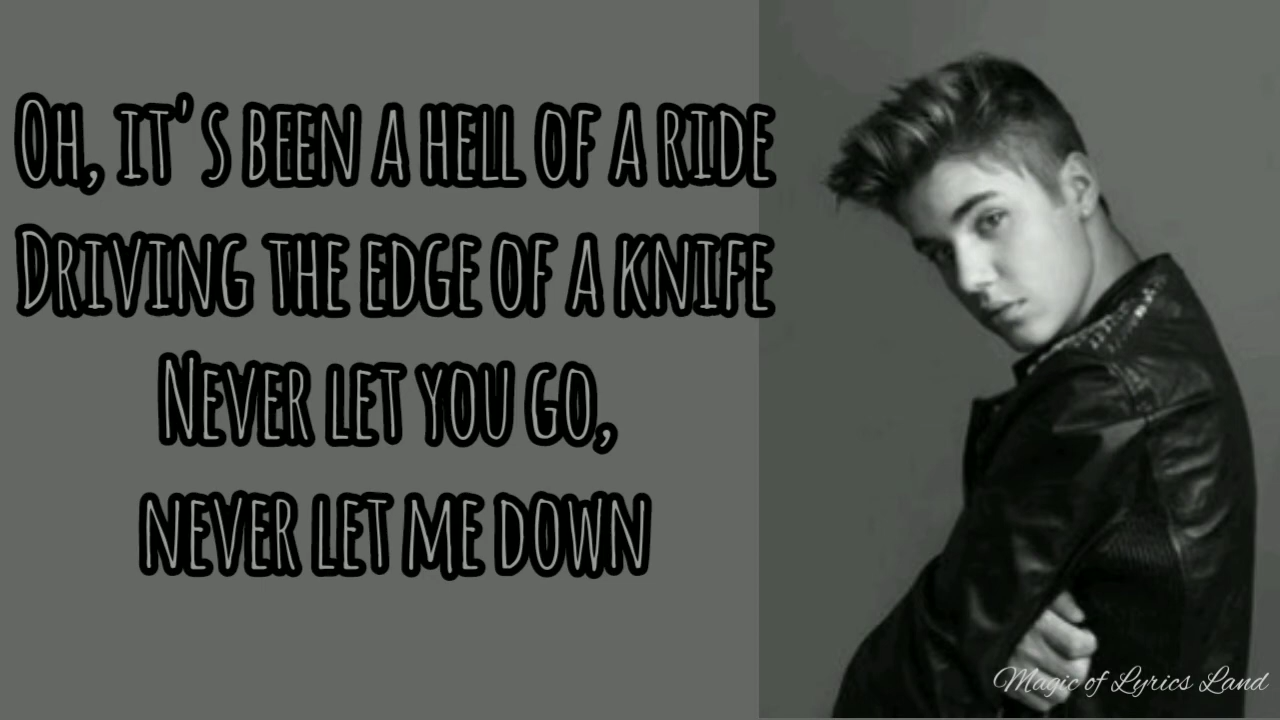 Oh, it's been a hell of a ride
Driving the edge of a knife
Never let you go,
never let me down
Magic of Lyrics Land